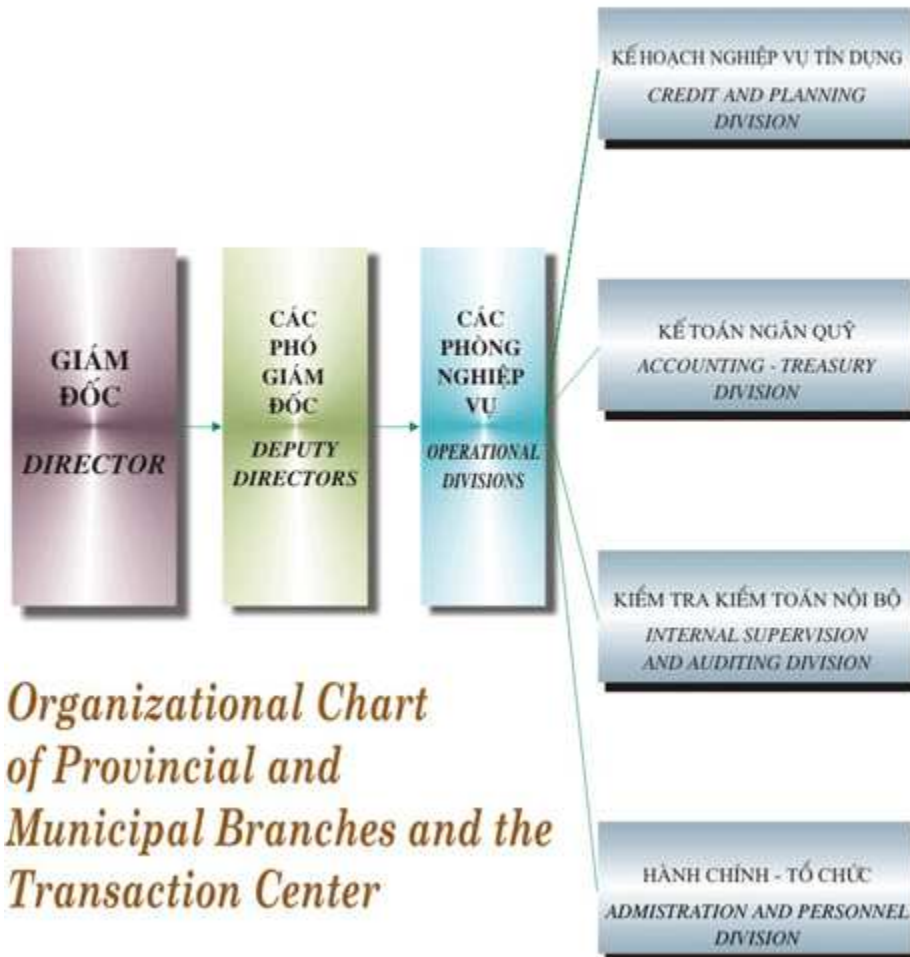 GIÁM
ĐỐC
DIRECTOR
CÁC
PHÓ
GIÁM
ĐỐC
DEPUTY
DIRECTORS
CÁC
PHÒNG
NGHIỆP
VỤ
OPERATIONAL
DIVISIONS
KẾ HOẠCH NGHIỆP VỤ TÍN DỤNG
CREDIT AND PLANNING
DIVISION
KẾ TOÁN NGÂN QUỸ
ACCOUNTING - TREASURY
DIVISION
KIỂM TRA KIỂM TOÁN NỘI BỘ
INTERNAL SUPERVISION
AND AUDITING DIVISION
HÀNH CHÍNH - TỔ CHỨC
ADMISTRATION AND PERSONNEL
DIVISION
Organizational Chart
of Provincial and
Municipal Branches and the
Transaction Center